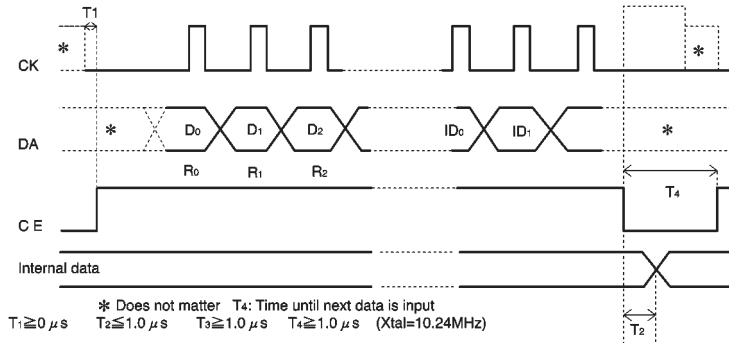 T1
*
*
CK
* D0 D1 D2 ID0 ID1 *
DA
R0 R1 R2
T4
CE
Internal data
* Does not matter T4: Time until next data is input
T2
T1≧0 μs T2≦1.0 μs T3≧1.0 μs T4≧1.0 μs (Xtal=10.24MHz)